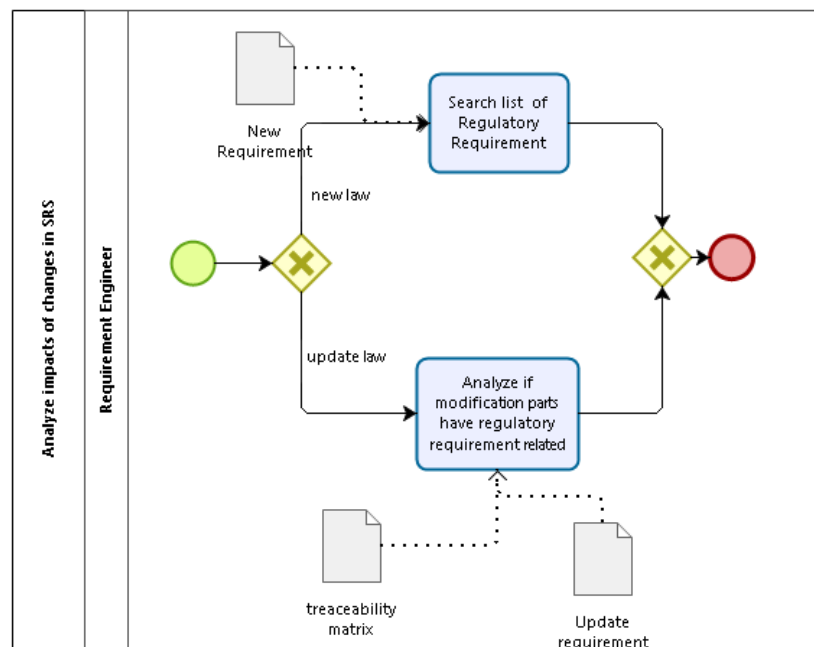 Analyze impacts of changes in SRS
Requirement Engineer
New
Requirement
Search list of
Regulatory
Requirement
new law
update law
Analyze if
modification parts
have regulatory
requirement related
treaceability
matrix
Update
requirement